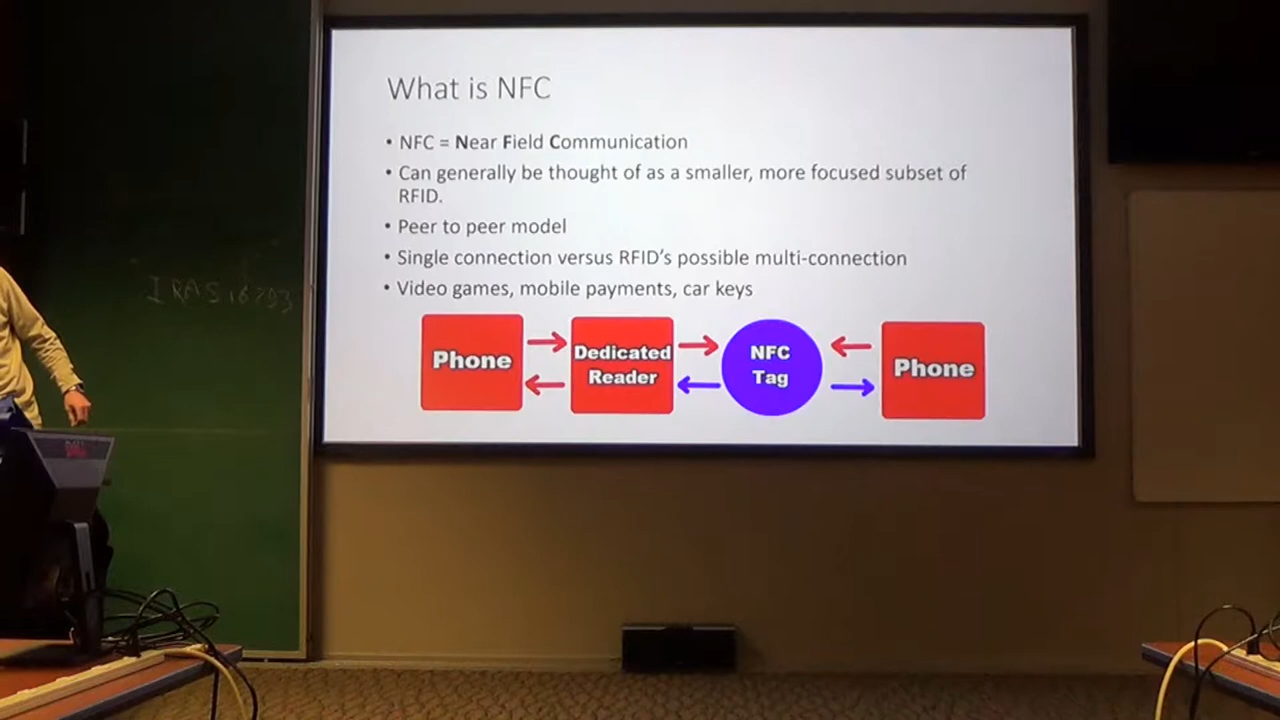 What is NFC
• NFC = Near Field Communication
• Can generally be thought of as a smaller, more focused subset of
RFID.
• Peer to peer model
• Single connection versus RFID's possible multi-connection
• Video games, mobile payments, car keys
Phone
Dedicated
Reader
NFC
Tag
Phone